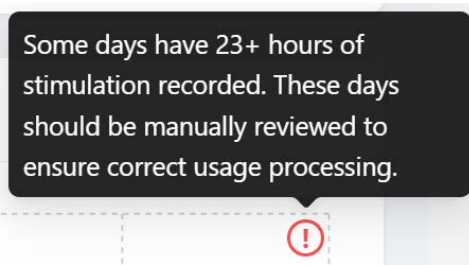 Some days have 23+ hours of
stimulation recorded. These days
should be manually reviewed to
ensure correct usage processing.